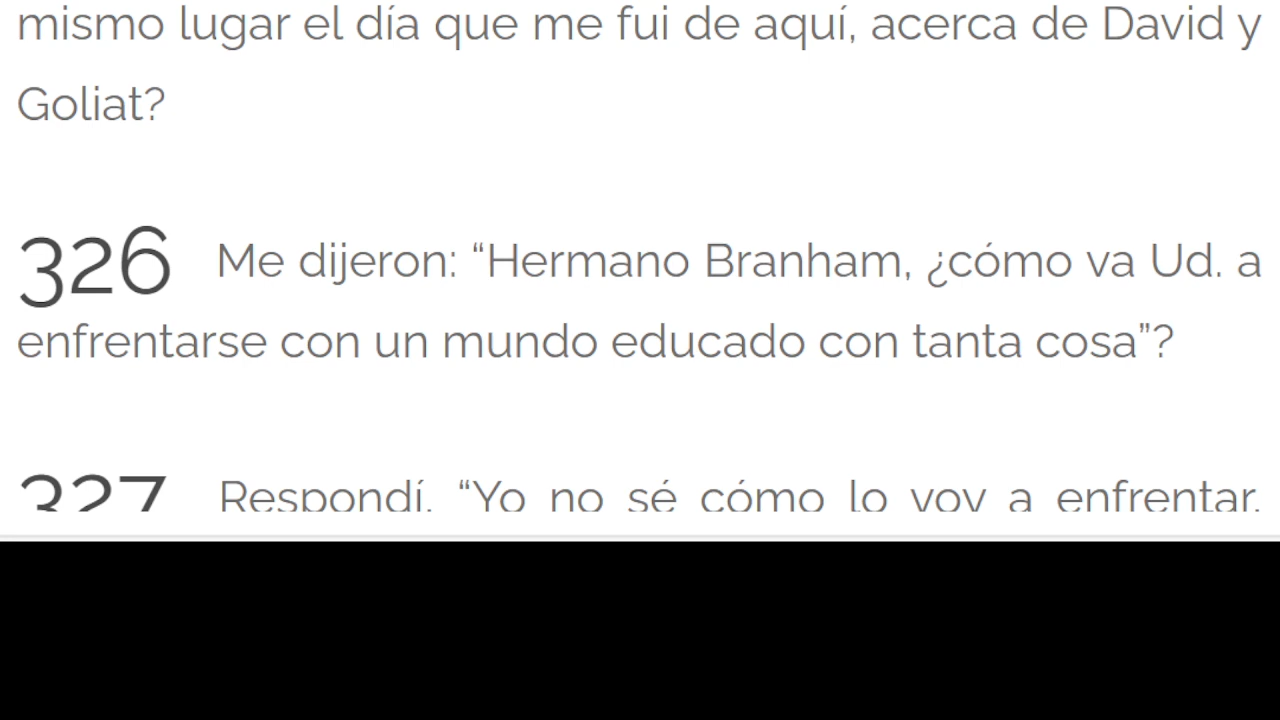 mismo lugar el día que me fui de aquí, acerca de David y
Goliat?
326 Me dijeron: “Hermano Branham, ¿cómo va Ud. a
enfrentarse con un mundo educado con tanta cosa”?
327 Respondí. “Yo no sé cómo lo voy a enfrentar.